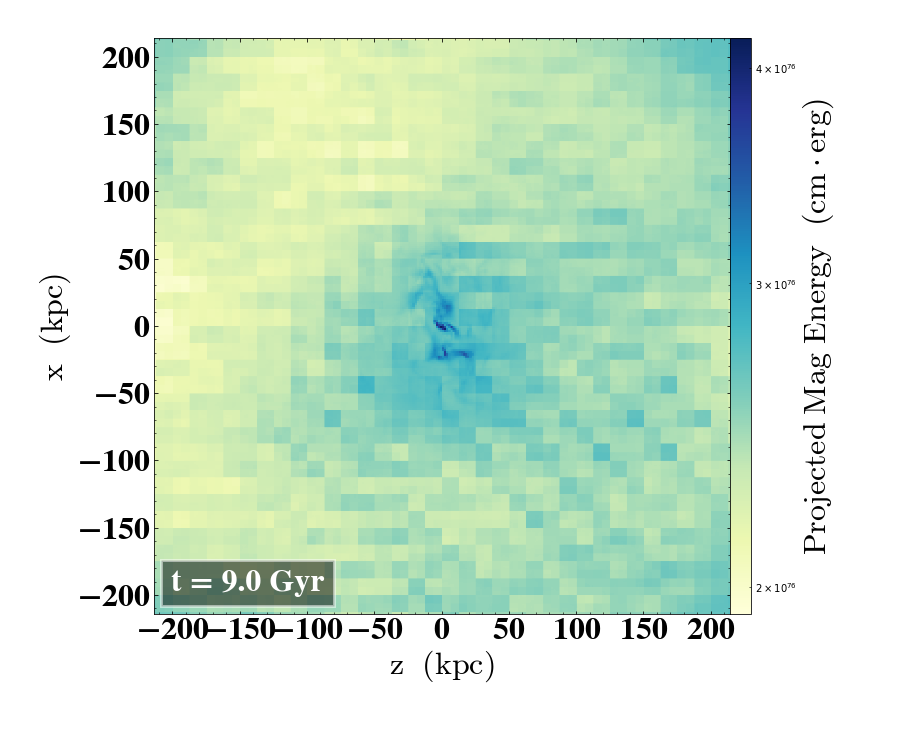 200
150
100
50
0
−50
−100
−150
−200
x (kpc)
t = 9.0 Gyr
−200 −150 −100 −50 0 50 100 150 200
z (kpc)
4 × 10⁷⁶
3 × 10⁷⁶
2 × 10⁷⁶
Projected Mag Energy (cm · erg)